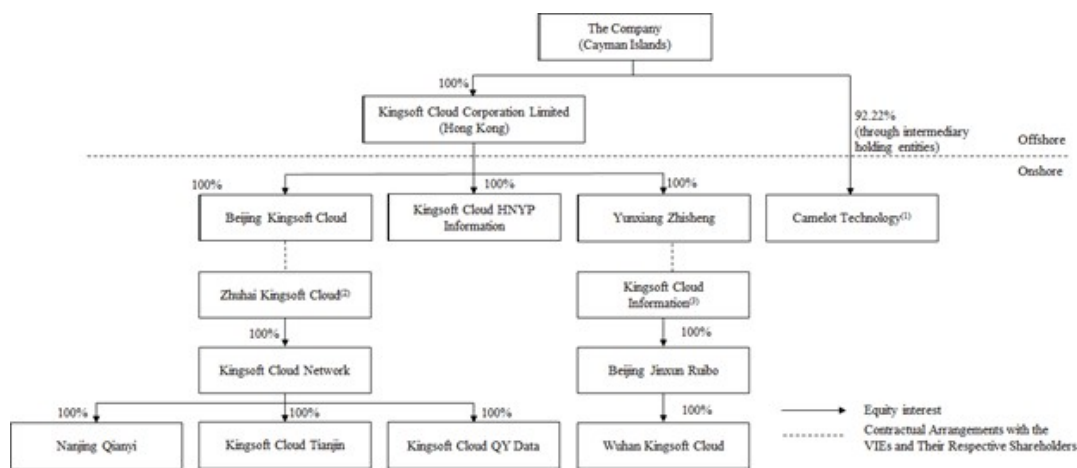 The Company
(Cayman Islands)
100%
Kingsoft Cloud Corporation Limited
(Hong Kong)
92.22%
(through intermediary
holding entities)
Offshore
Onshore
100%
100%
100%
Beijing Kingsoft Cloud
Kingsoft Cloud HNYP
Information
Yunxiang Zhisheng
Camelot Technology(1)
Zhuhai Kingsoft Cloud(2)
Kingsoft Cloud
Information(3)
100%
100%
Kingsoft Cloud Network
Beijing Jinxun Ruibo
100%
100%
100%
100%
Nanjing Qianyi
Kingsoft Cloud Tianjin
Kingsoft Cloud QY Data
Wuhan Kingsoft Cloud
Equity interest
Contractual Arrangements with the
VIEs and Their Respective Shareholders